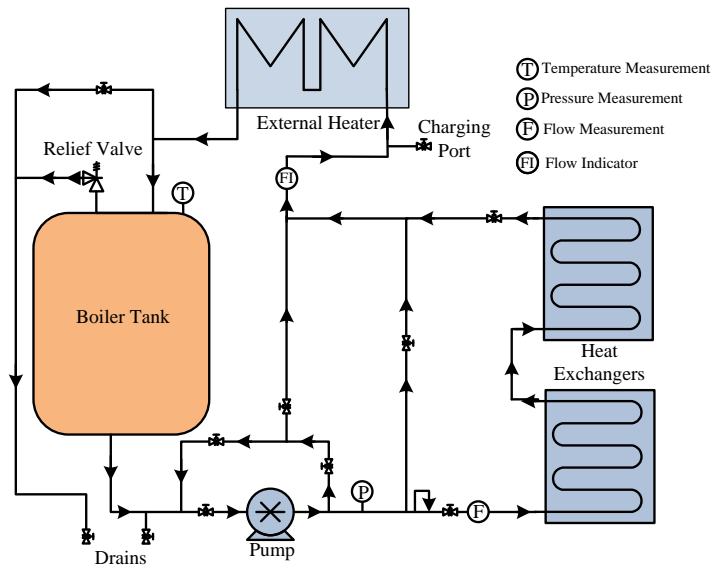 External Heater
Charging
Port
Relief Valve
T
FI
Boiler Tank
T Temperature Measurement
P Pressure Measurement
F Flow Measurement
FI Flow Indicator
Heat
Exchangers
P
F
Pump
Drains